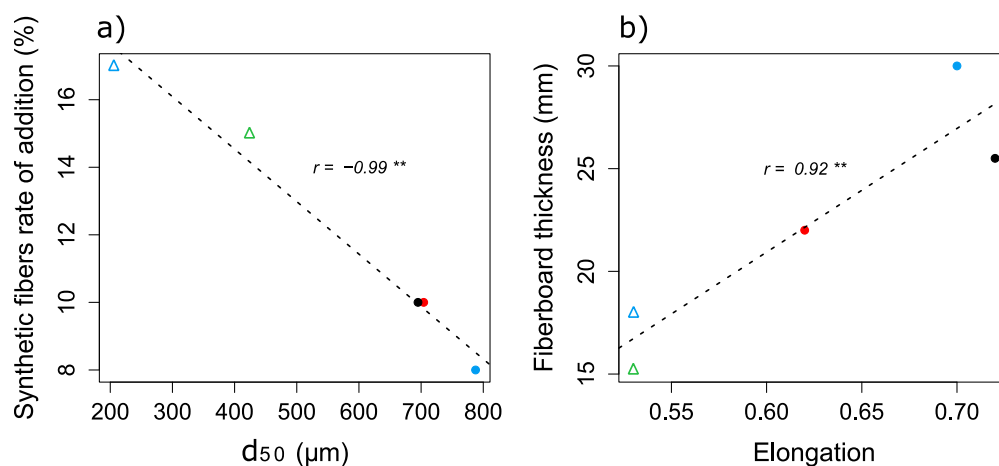 a)
Synthetic fibers rate of addition (%)
16
14
12
10
8
r = −0.99 **
200 300 400 500 600 700 800
d50 (µm)
b)
Fiberboard thickness (mm)
30
25
20
15
r = 0.92 **
0.55 0.60 0.65 0.70
Elongation